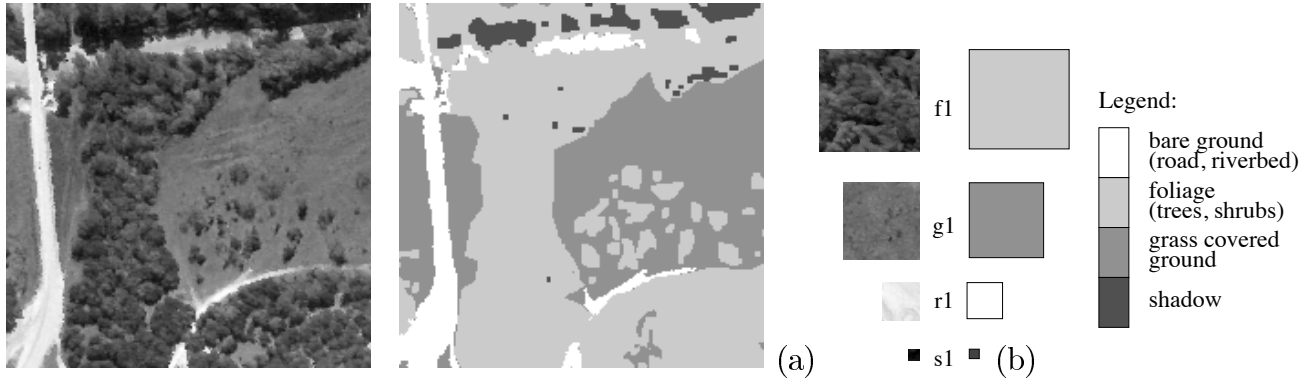 f1
Legend:
bare ground
(road, riverbed)
foliage
(trees, shrubs)
g1
grass covered
ground
r1
shadow
(a)
s1
(b)